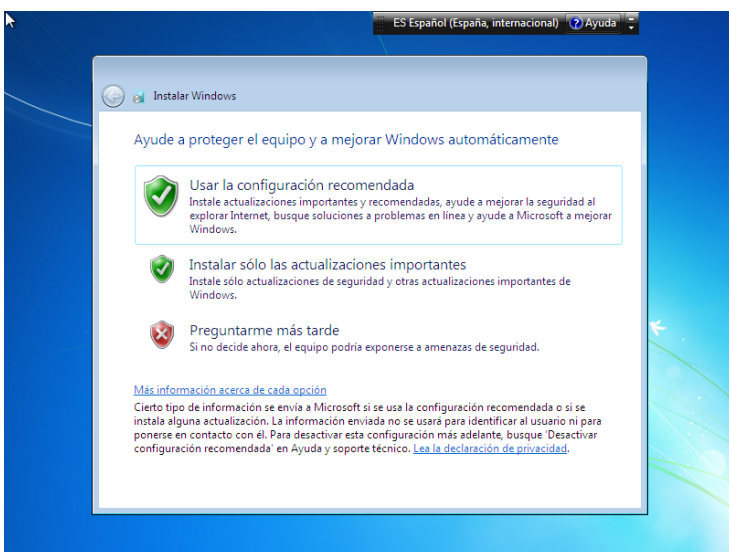 ES Español (España, internacional) ? Ayuda
Instalar Windows
Ayude a proteger el equipo y a mejorar Windows automáticamente
Usar la configuración recomendada
Instale actualizaciones importantes y recomendadas, ayude a mejorar la seguridad al
explorar Internet, busque soluciones a problemas en línea y ayude a Microsoft a mejorar
Windows.
Instalar sólo las actualizaciones importantes
Instale sólo actualizaciones de seguridad y otras actualizaciones importantes de
Windows.
Preguntarme más tarde
Si no decide ahora, el equipo podría exponerse a amenazas de seguridad.
Más información acerca de cada opción
Cierto tipo de información se envía a Microsoft si se usa la configuración recomendada o si se
instala alguna actualización. La información enviada no se usará para identificar al usuario ni para
ponerse en contacto con él. Para desactivar esta configuración más adelante, busque 'Desactivar
configuración recomendada' en Ayuda y soporte técnico. Lea la declaración de privacidad.